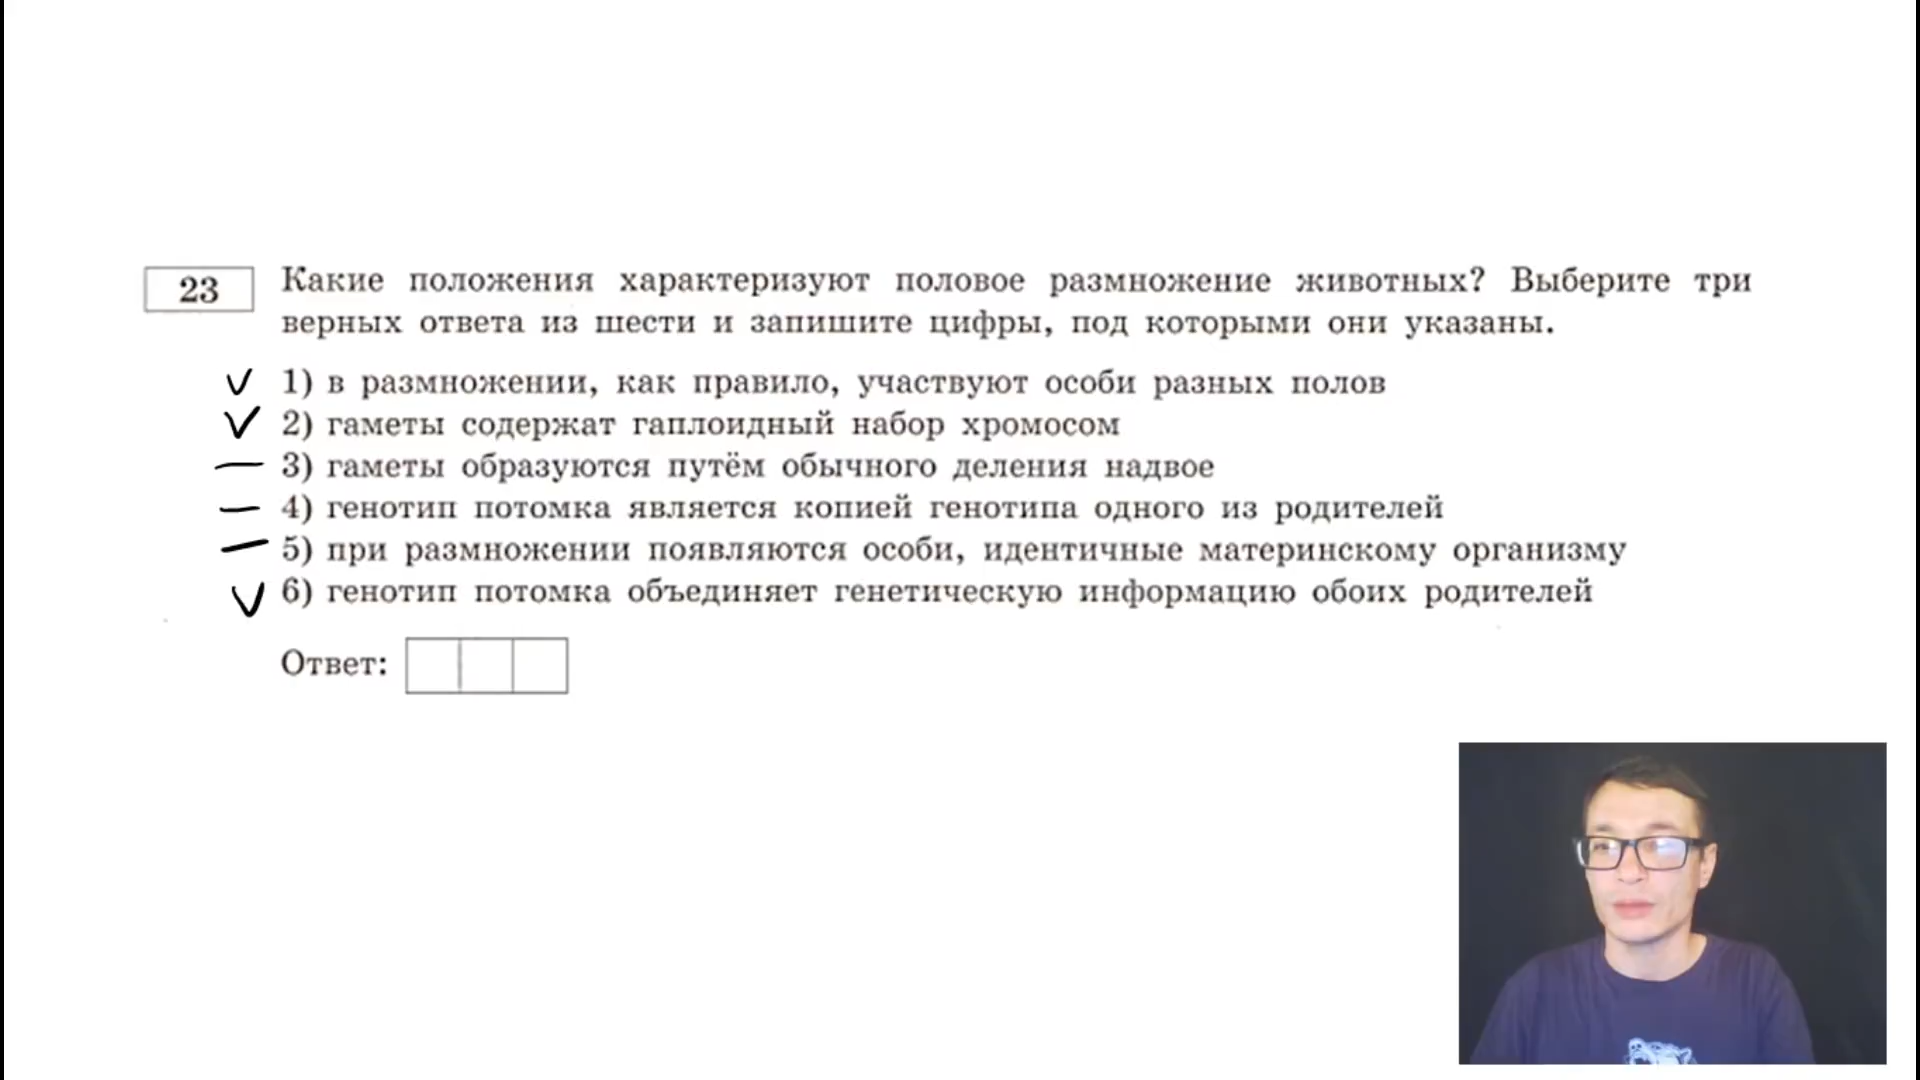 23 Какие положения характеризуют половое размножение животных? Выберите три
верных ответа из шести и запишите цифры, под которыми они указаны.
1) в размножении, как правило, участвуют особи разных полов
2) гаметы содержат гаплоидный набор хромосом
3) гаметы образуются путём обычного деления надвое
4) генотип потомка является копией генотипа одного из родителей
5) при размножении появляются особи, идентичные материнскому организму
6) генотип потомка объединяет генетическую информацию обоих родителей
Ответ: